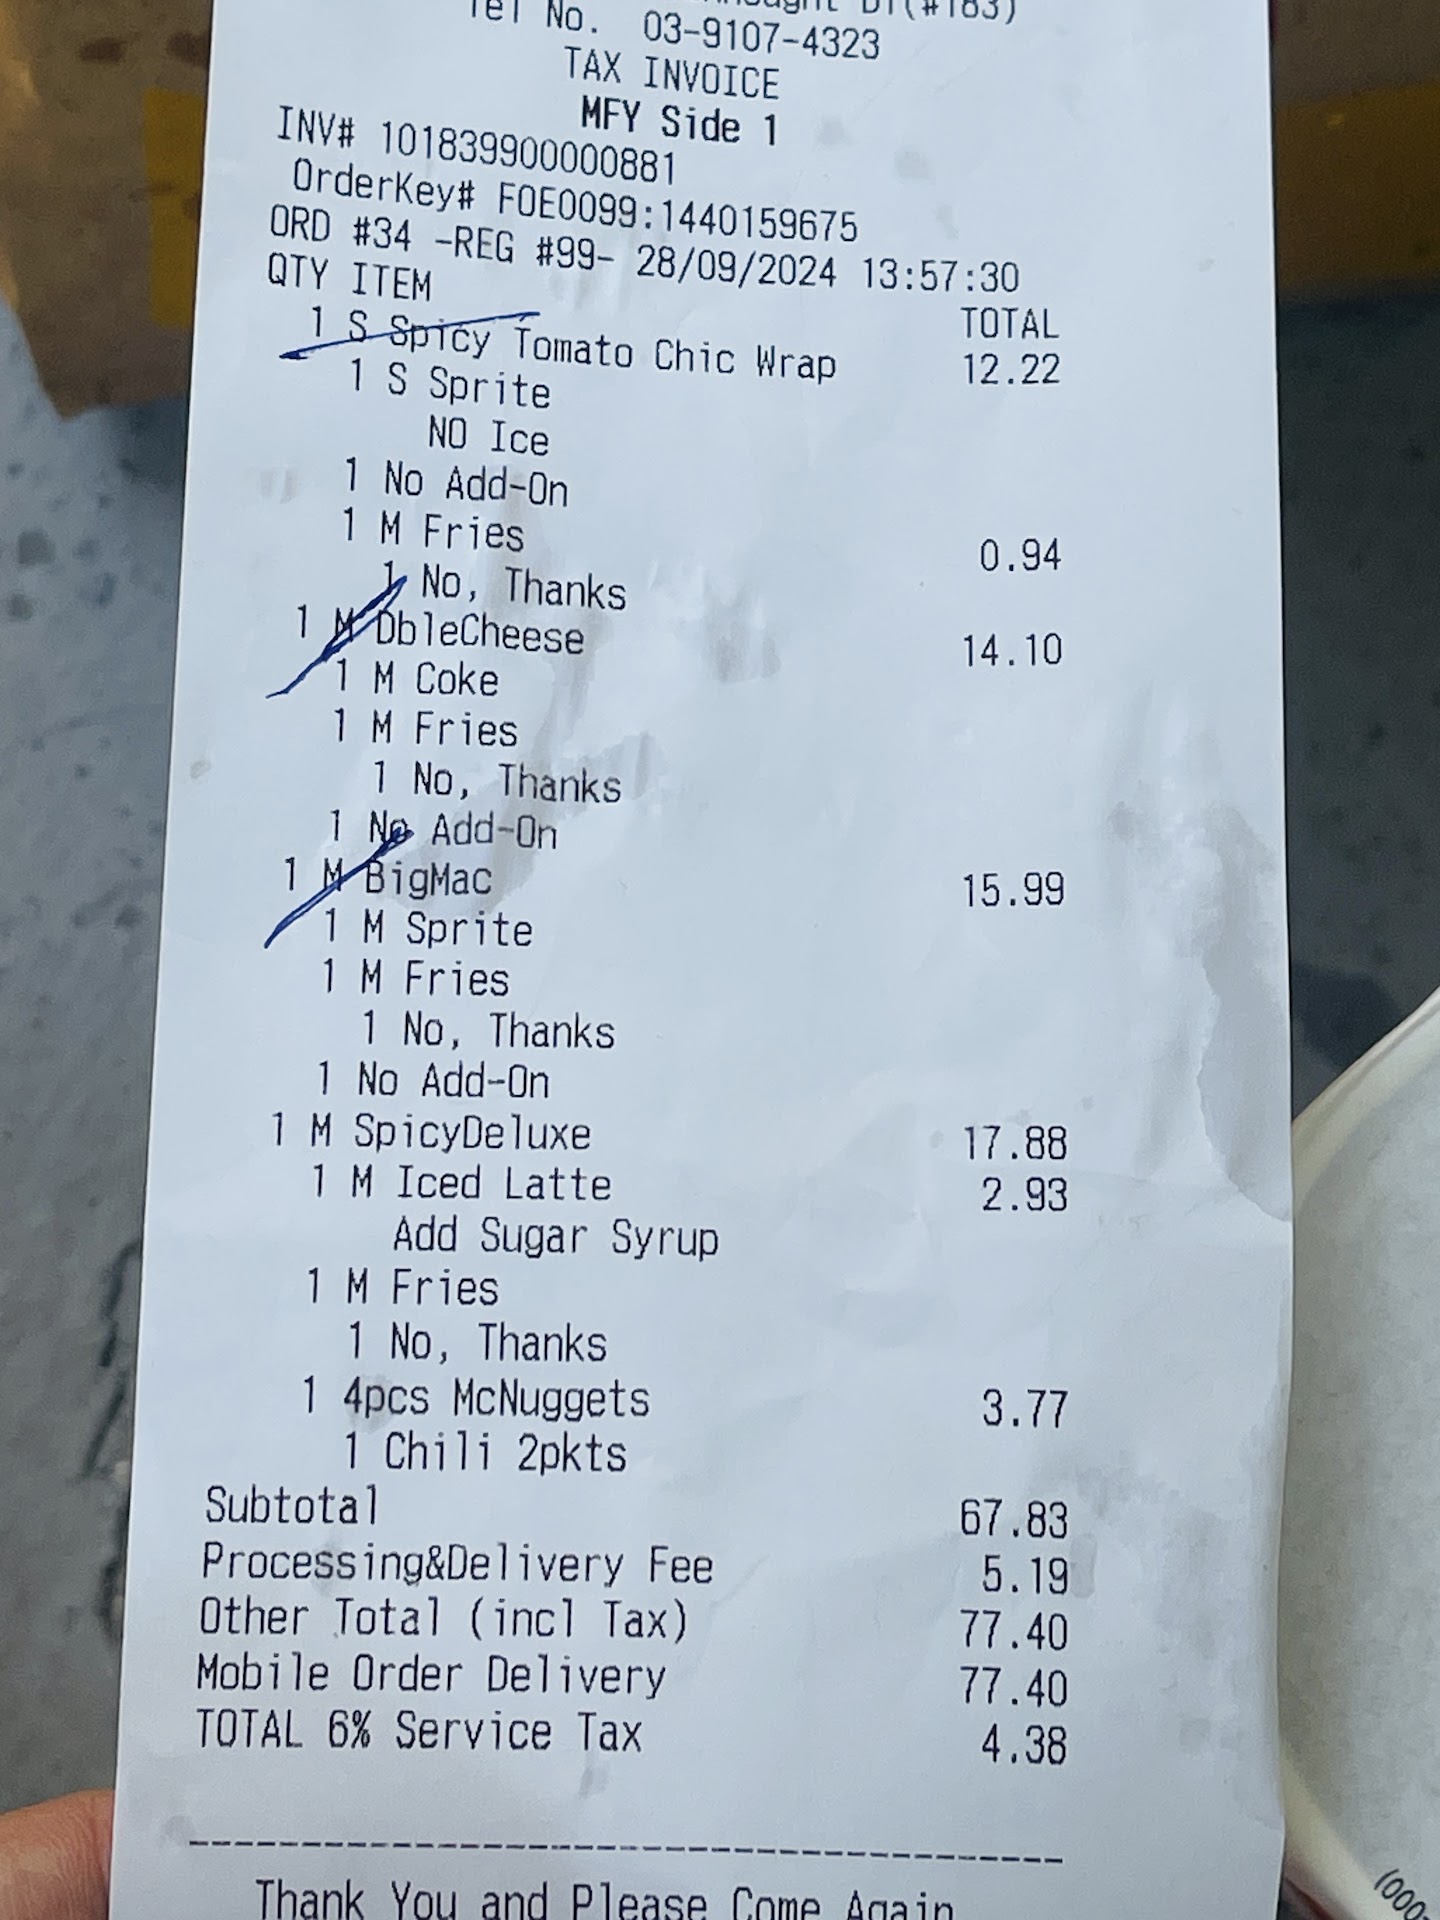 Tel No. 03-9107-4323
TAX INVOICE
MFY Side 1
INV# 101839900000881
OrderKey# FOE0099:1440159675
ORD #34 -REG #99- 28/09/2024 13:57:30
QTY ITEM TOTAL
1 S Spicy Tomato Chic Wrap 12.22
1 S Sprite
NO Ice
1 No Add-On
1 M Fries 0.94
1 No, Thanks
1 M DbleCheese 14.10
1 M Coke
1 M Fries
1 No, Thanks
1 No Add-On
1 M BigMac 15.99
1 M Sprite
1 M Fries
1 No, Thanks
1 No Add-On
1 M SpicyDeluxe 17.88
1 M Iced Latte 2.93
Add Sugar Syrup
1 M Fries
1 No, Thanks
1 4pcs McNuggets 3.77
1 Chili 2pkts
Subtotal 67.83
Processing&Delivery Fee 5.19
Other Total (incl Tax) 77.40
Mobile Order Delivery 77.40
TOTAL 6% Service Tax 4.38
Thank You and Please Come Again